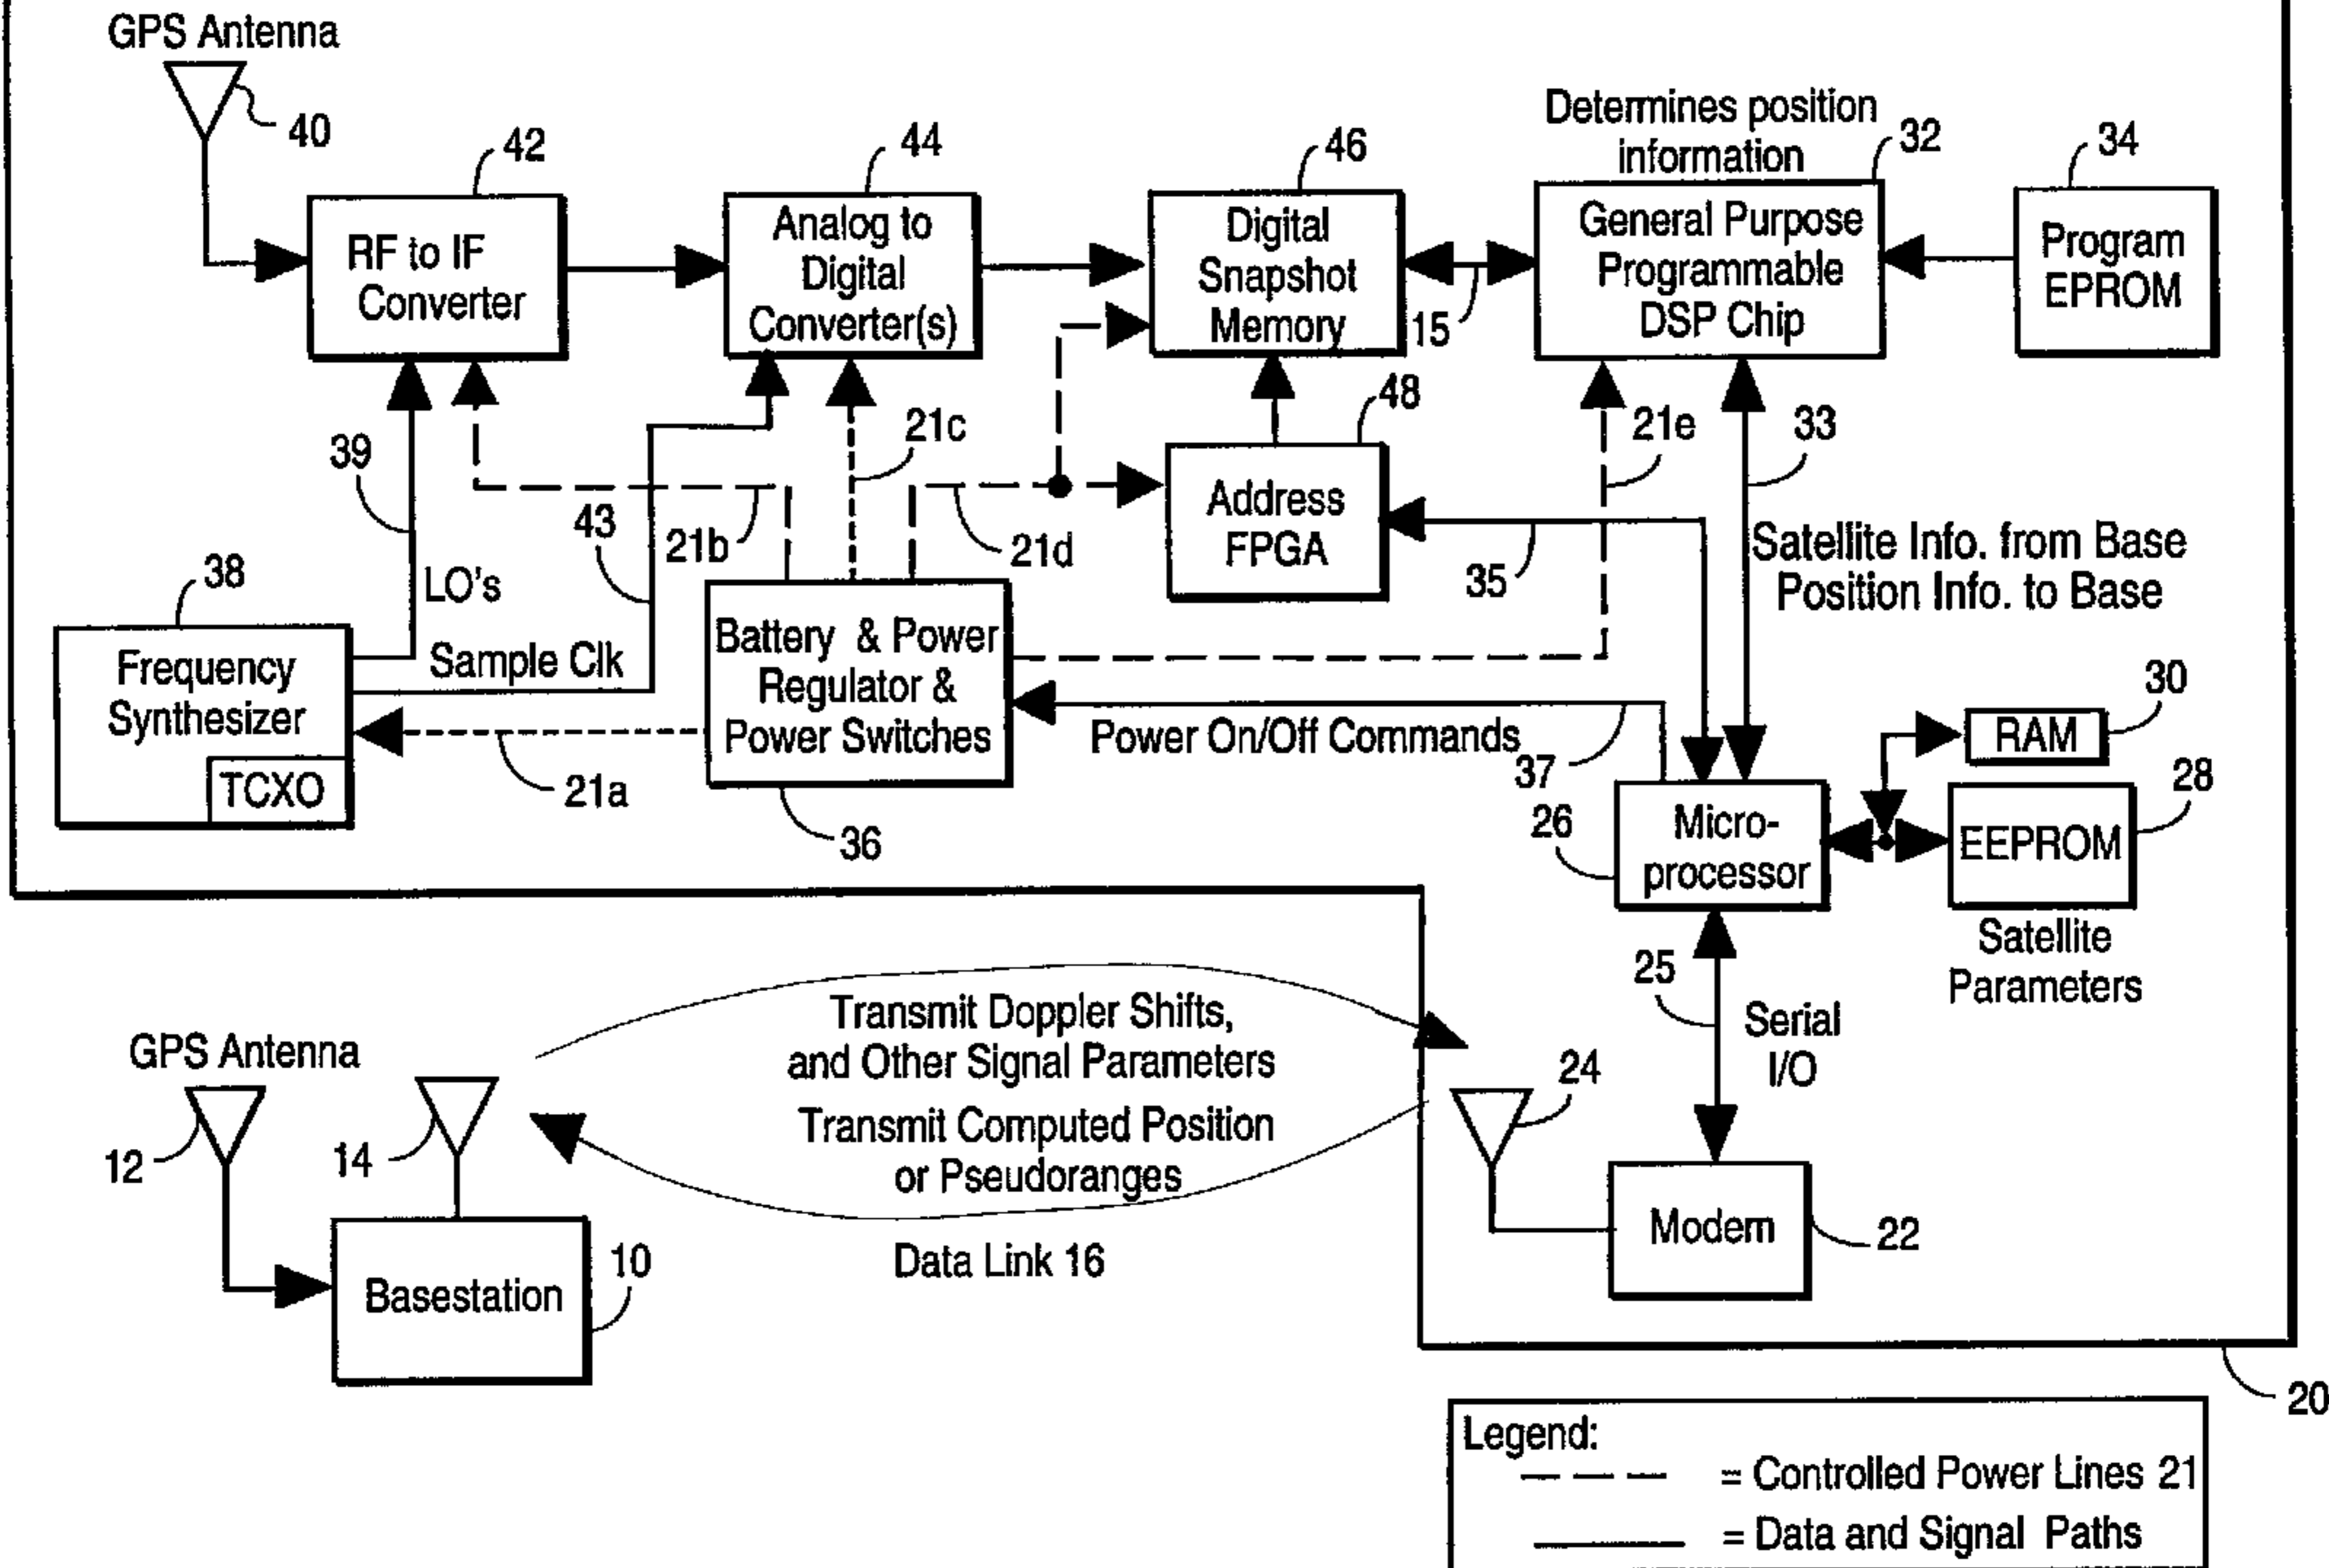 GPS Antenna
40
42
RF to IF
Converter
44
Analog to
Digital
Converter(s)
46
Digital
Snapshot
Memory
15
Determines position
information
32
General Purpose
Programmable
DSP Chip
34
Program
EPROM
39
43
21b
21c
21d
48
Address
FPGA
21e
33
35
Satellite Info. from Base
Position Info. to Base
38
LO's
Sample Clk
Frequency
Synthesizer
TCXO
21a
Battery & Power
Regulator &
Power Switches
36
Power On/Off Commands
37
30
RAM
28
EEPROM
Satellite
Parameters
26
Micro-
processor
25
Serial
I/O
GPS Antenna
12
14
Transmit Doppler Shifts,
and Other Signal Parameters
Transmit Computed Position
or Pseudoranges
Data Link 16
24
Modem
22
Basestation
10
20
Legend:
= Controlled Power Lines 21
= Data and Signal Paths